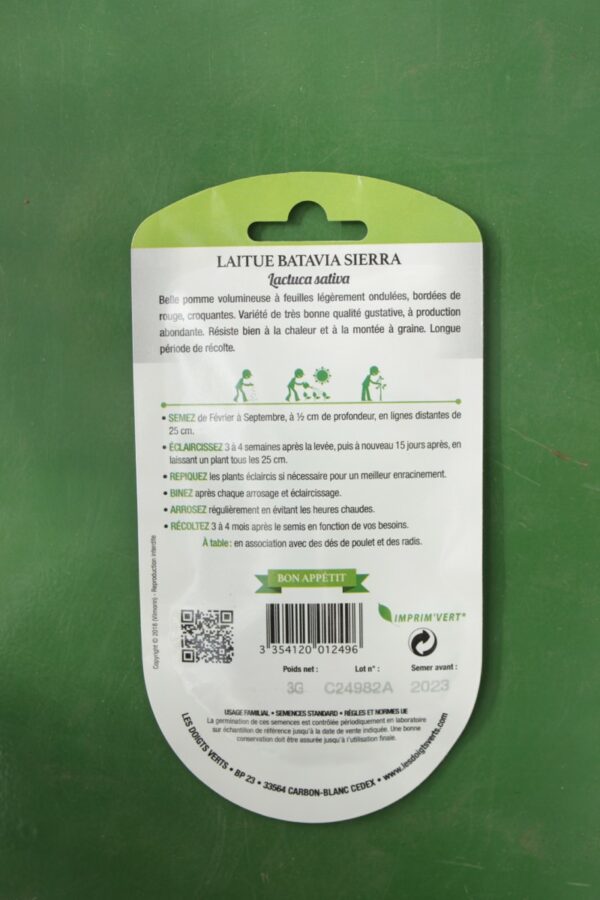 LAITUE BATAVIA SIERRA
Lactuca sativa
Belle pomme volumineuse à feuilles légèrement ondulées, bordées de
rouge, croquantes. Variété de très bonne qualité gustative, à production
abondante. Résiste bien à la chaleur et à la montée à graine. Longue
période de récolte.
• SEMEZ de Février à Septembre, à ½ cm de profondeur, en lignes distantes de
25 cm.
• ÉCLAIRCISSEZ 3 à 4 semaines après la levée, puis à nouveau 15 jours après, en
laissant un plant tous les 25 cm.
• REPIQUEZ les plants éclaircis si nécessaire pour un meilleur enracinement.
• BINEZ après chaque arrosage et éclaircissage.
• ARROSEZ régulièrement en évitant les heures chaudes.
• RÉCOLTEZ 3 à 4 mois après le semis en fonction de vos besoins.
À table : en association avec des dés de poulet et des radis.
BON APPÉTIT
Copyright © 2018 (Vilmorin) - Reproduction interdite
IMPRIM'VERT®
3 354120 012496
Poids net : Lot n° : Semer avant :
3G C24982A 2023
USAGE FAMILIAL • SEMENCES STANDARD • RÈGLES ET NORMES UE
La germination de ces semences est contrôlée périodiquement en laboratoire
sur échantillon de référence jusqu'à la date de vente indiquée. Une bonne
conservation doit être assurée jusqu'à l'utilisation finale.
LES DOIGTS VERTS • BP 23 • 33564 CARBON-BLANC CEDEX • www.lesdoigtsverts.com